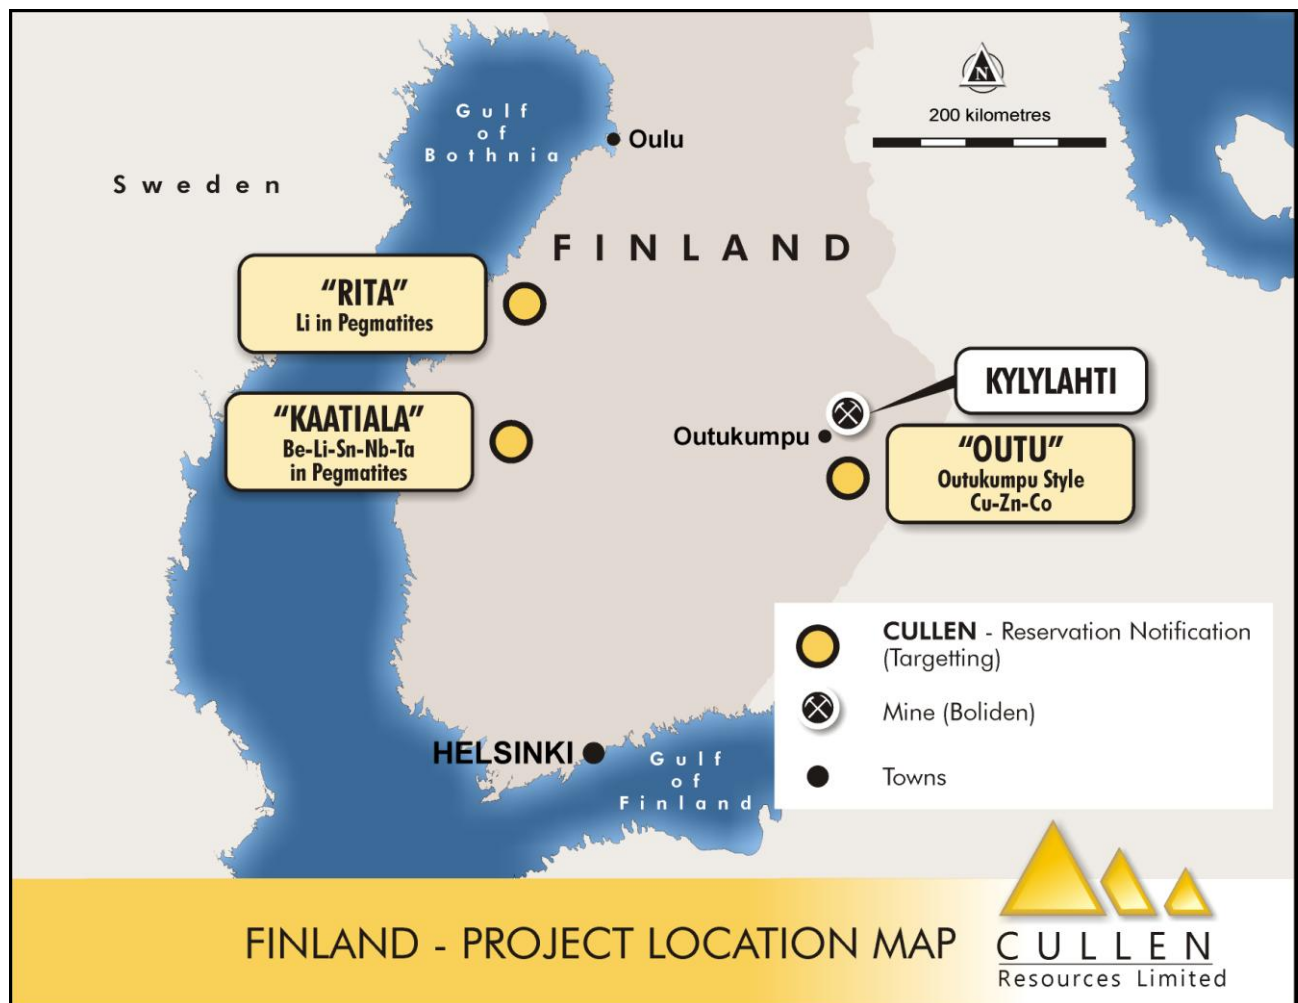 Gulf
of
Bothnia
N
200 kilometres
Oulu
Sweden
FINLAND
“RITA”
Li in Pegmatites
KYLYLAHTI
“KAATIALA”
Be-Li-Sn-Nb-Ta
in Pegmatites
Outukumpu
“OUTU”
Outukumpu Style
Cu-Zn-Co
CULLEN - Reservation Notification
(Targetting)
Mine (Boliden)
Towns
HELSINKI
Gulf
of
Finland
FINLAND - PROJECT LOCATION MAP
CULLEN
Resources Limited